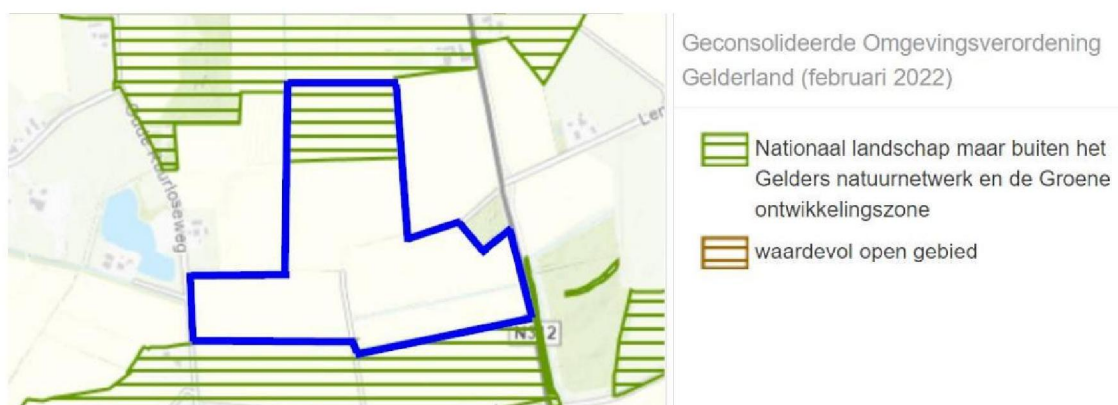 Geconsolideerde Omgevingsverordening
Gelderland (februari 2022)
Nationaal landschap maar buiten het
Gelders natuurnetwerk en de Groene
ontwikkelingszone
waardevol open gebied
Ler